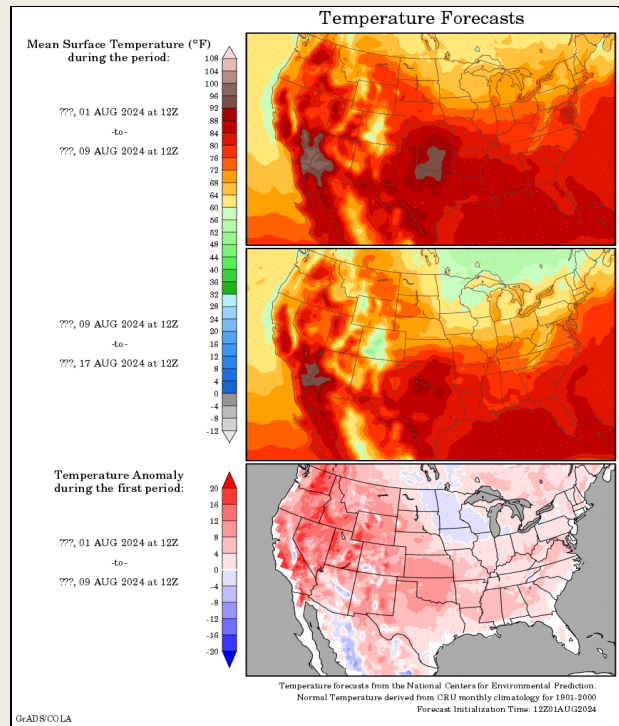 Temperature Forecasts
Mean Surface Temperature (°F)
during the period:
???, 01 AUG 2024 at 12Z
-to-
???, 09 AUG 2024 at 12Z
108
104
100
96
92
88
84
80
76
72
68
64
60
56
52
48
44
40
36
32
28
24
20
16
12
8
4
0
-4
-8
-12
???, 09 AUG 2024 at 12Z
-to-
???, 17 AUG 2024 at 12Z
Temperature Anomaly
during the first period:
???, 01 AUG 2024 at 12Z
-to-
???, 09 AUG 2024 at 12Z
20
16
12
8
4
0
-4
-8
-12
-16
-20
Temperature forecasts from the National Centers for Environmental Prediction.
Normal Temperature derived from CRU monthly climatology for 1901-2000
Forecast Initialization Time: 12Z01AUG2024
GrADS/COLA